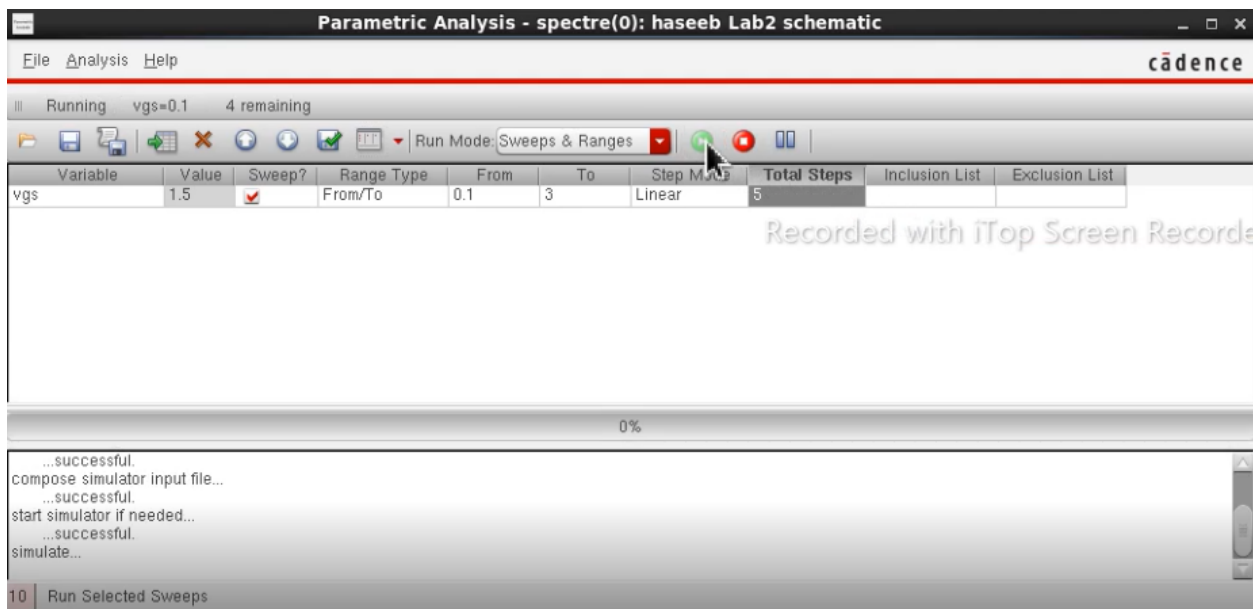 Parametric Analysis - spectre(0): haseeb Lab2 schematic
File Analysis Help
cādence
Running vgs=0.1 4 remaining
Run Mode: Sweeps & Ranges
Variable Value Sweep? Range Type From To Step Mode Total Steps Inclusion List Exclusion List
vgs 1.5 From/To 0.1 3 Linear 5
Recorded with iTop Screen Recorde
0%
...successful.
compose simulator input file...
...successful.
start simulator if needed...
...successful.
simulate...
10 Run Selected Sweeps